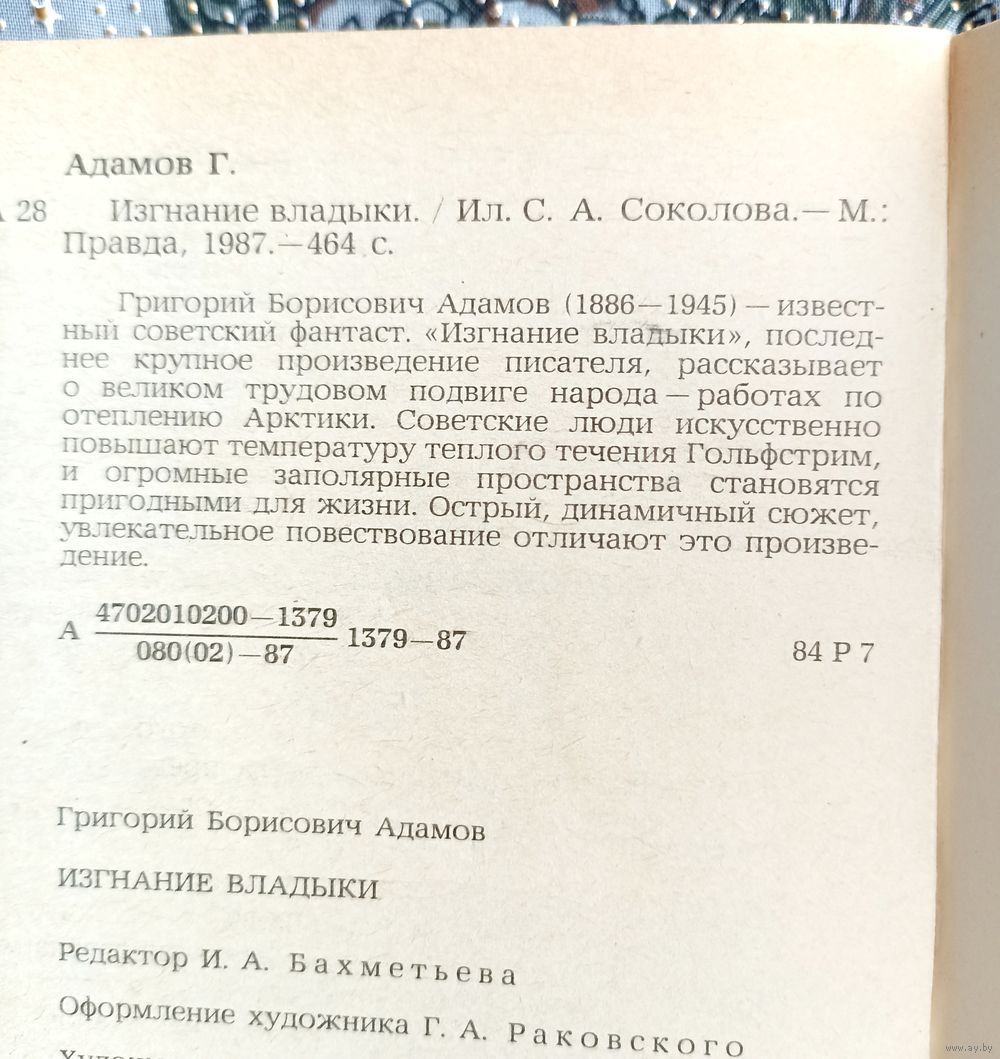 Адамов Г.
28 Изгнание владыки. / Ил. С. А. Соколова.— М.:
Правда, 1987.—464 с.
Григорий Борисович Адамов (1886—1945) — извест-
ный советский фантаст. «Изгнание владыки», послед-
нее крупное произведение писателя, рассказывает
о великом трудовом подвиге народа — работах по
отеплению Арктики. Советские люди искусственно
повышают температуру теплого течения Гольфстрим,
и огромные заполярные пространства становятся
пригодными для жизни. Острый, динамичный сюжет,
увлекательное повествование отличают это произве-
дение.
4702010200—1379
А 1379—87
080(02)—87
84 Р 7
Григорий Борисович Адамов
ИЗГНАНИЕ ВЛАДЫКИ
Редактор И. А. Бахметьева
Оформление художника Г. А. Раковского
www.ay.by